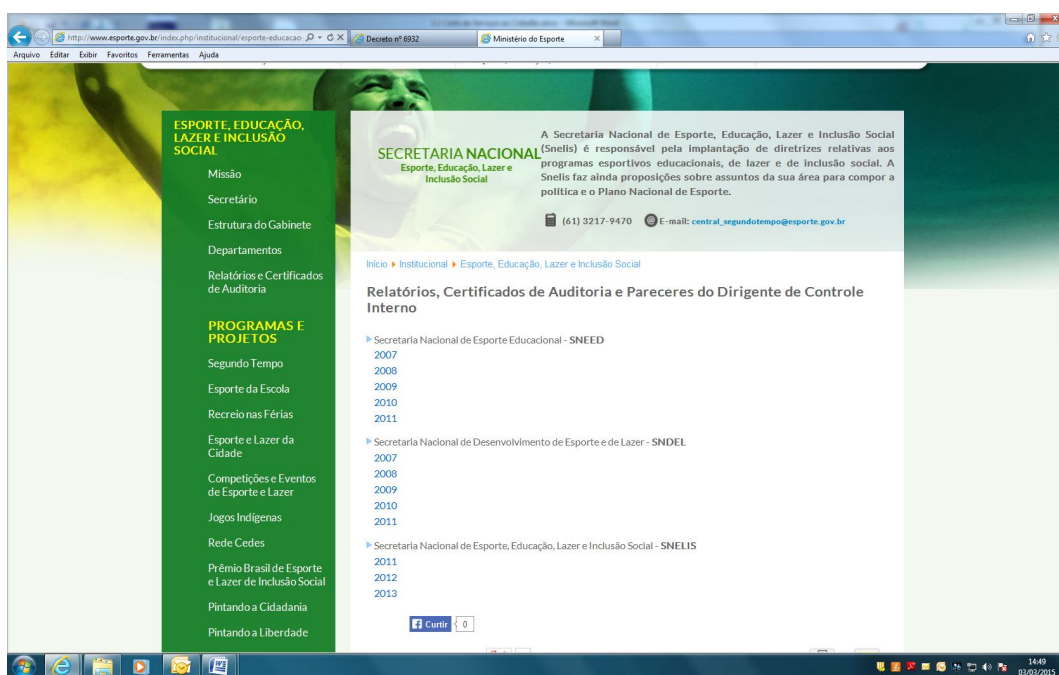 http://www.esporte.gov.br/index.php/institucional/esporte-educacao
Decreto nº 6932
Ministério do Esporte
Arquivo Editar Exibir Favoritos Ferramentas Ajuda
ESPORTE, EDUCAÇÃO,
LAZER E INCLUSÃO
SOCIAL
Missão
Secretário
Estrutura do Gabinete
Departamentos
Relatórios e Certificados
de Auditoria
PROGRAMAS E
PROJETOS
Segundo Tempo
Esporte da Escola
Recreio nas Férias
Esporte e Lazer da
Cidade
Competições e Eventos
de Esporte e Lazer
Jogos Indígenas
Rede Cedes
Prêmio Brasil de Esporte
e Lazer de Inclusão Social
Pintando a Cidadania
Pintando a Liberdade
SECRETARIA NACIONAL
Esporte, Educação, Lazer e
Inclusão Social
A Secretaria Nacional de Esporte, Educação, Lazer e Inclusão Social
(Snelis) é responsável pela implantação de diretrizes relativas aos
programas esportivos educacionais, de lazer e de inclusão social. A
Snelis faz ainda proposições sobre assuntos da sua área para compor a
política e o Plano Nacional de Esporte.
(61) 3217-9470 E-mail: central_segundotempo@esporte.gov.br
Início Institucional Esporte, Educação, Lazer e Inclusão Social
Relatórios, Certificados de Auditoria e Pareceres do Dirigente de Controle
Interno
Secretaria Nacional de Esporte Educacional - SNEED
2007
2008
2009
2010
2011
Secretaria Nacional de Desenvolvimento de Esporte e de Lazer - SNDEL
2007
2008
2009
2010
2011
Secretaria Nacional de Esporte, Educação, Lazer e Inclusão Social - SNELIS
2011
2012
2013
Curtir 0
14:49
03/03/2015